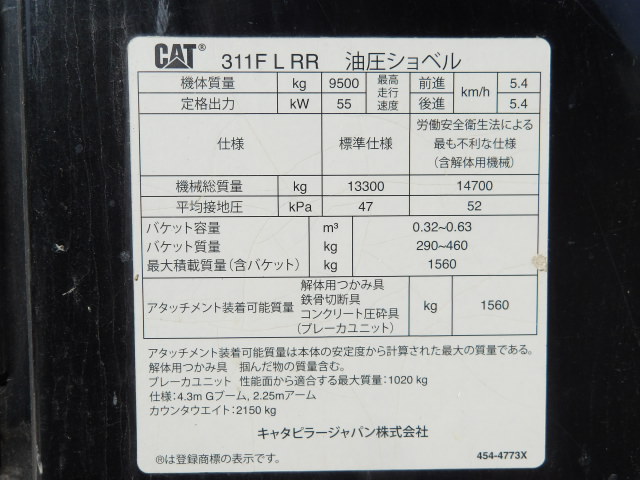 CAT® 311F L RR 油圧ショベル
機体質量 kg 9500 最高走行速度 前進 km/h 5.4
定格出力 kW 55 後進 5.4
仕様 標準仕様 労働安全衛生法による
最も不利な仕様
(含解体用機械)
機械総質量 kg 13300 14700
平均接地圧 kPa 47 52
バケット容量 m³ 0.32~0.63
バケット質量 kg 290~460
最大積載質量(含バケット) kg 1560
アタッチメント装着可能質量 解体用つかみ具 kg 1560
鉄骨切断具
コンクリート圧砕具
(ブレーカユニット)
アタッチメント装着可能質量は本体の安定度から計算された最大の質量である。
解体用つかみ具 掴んだ物の質量含む。
ブレーカユニット 性能面から適合する最大質量:1020 kg
仕様:4.3m Gブーム, 2.25mアーム
カウンタウエイト:2150 kg
キャタピラージャパン株式会社
®は登録商標の表示です。 454-4773X